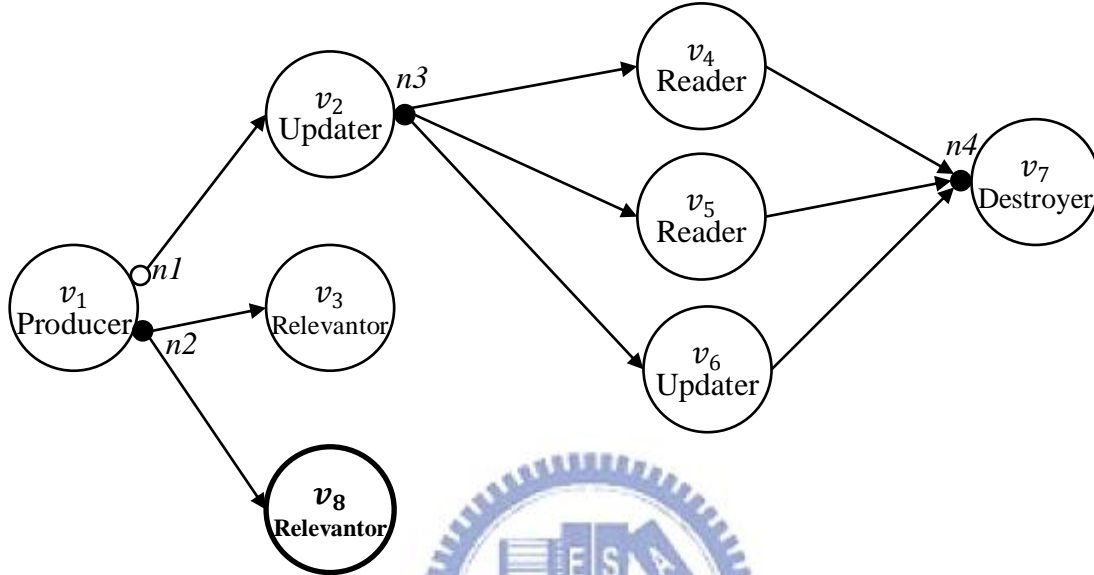 v₁
Producer
n1
n2
v₂
Updater
n3
v₃
Relevantor
v₈
Relevantor
v₄
Reader
v₅
Reader
v₆
Updater
n4
v₇
Destroyer
E S A